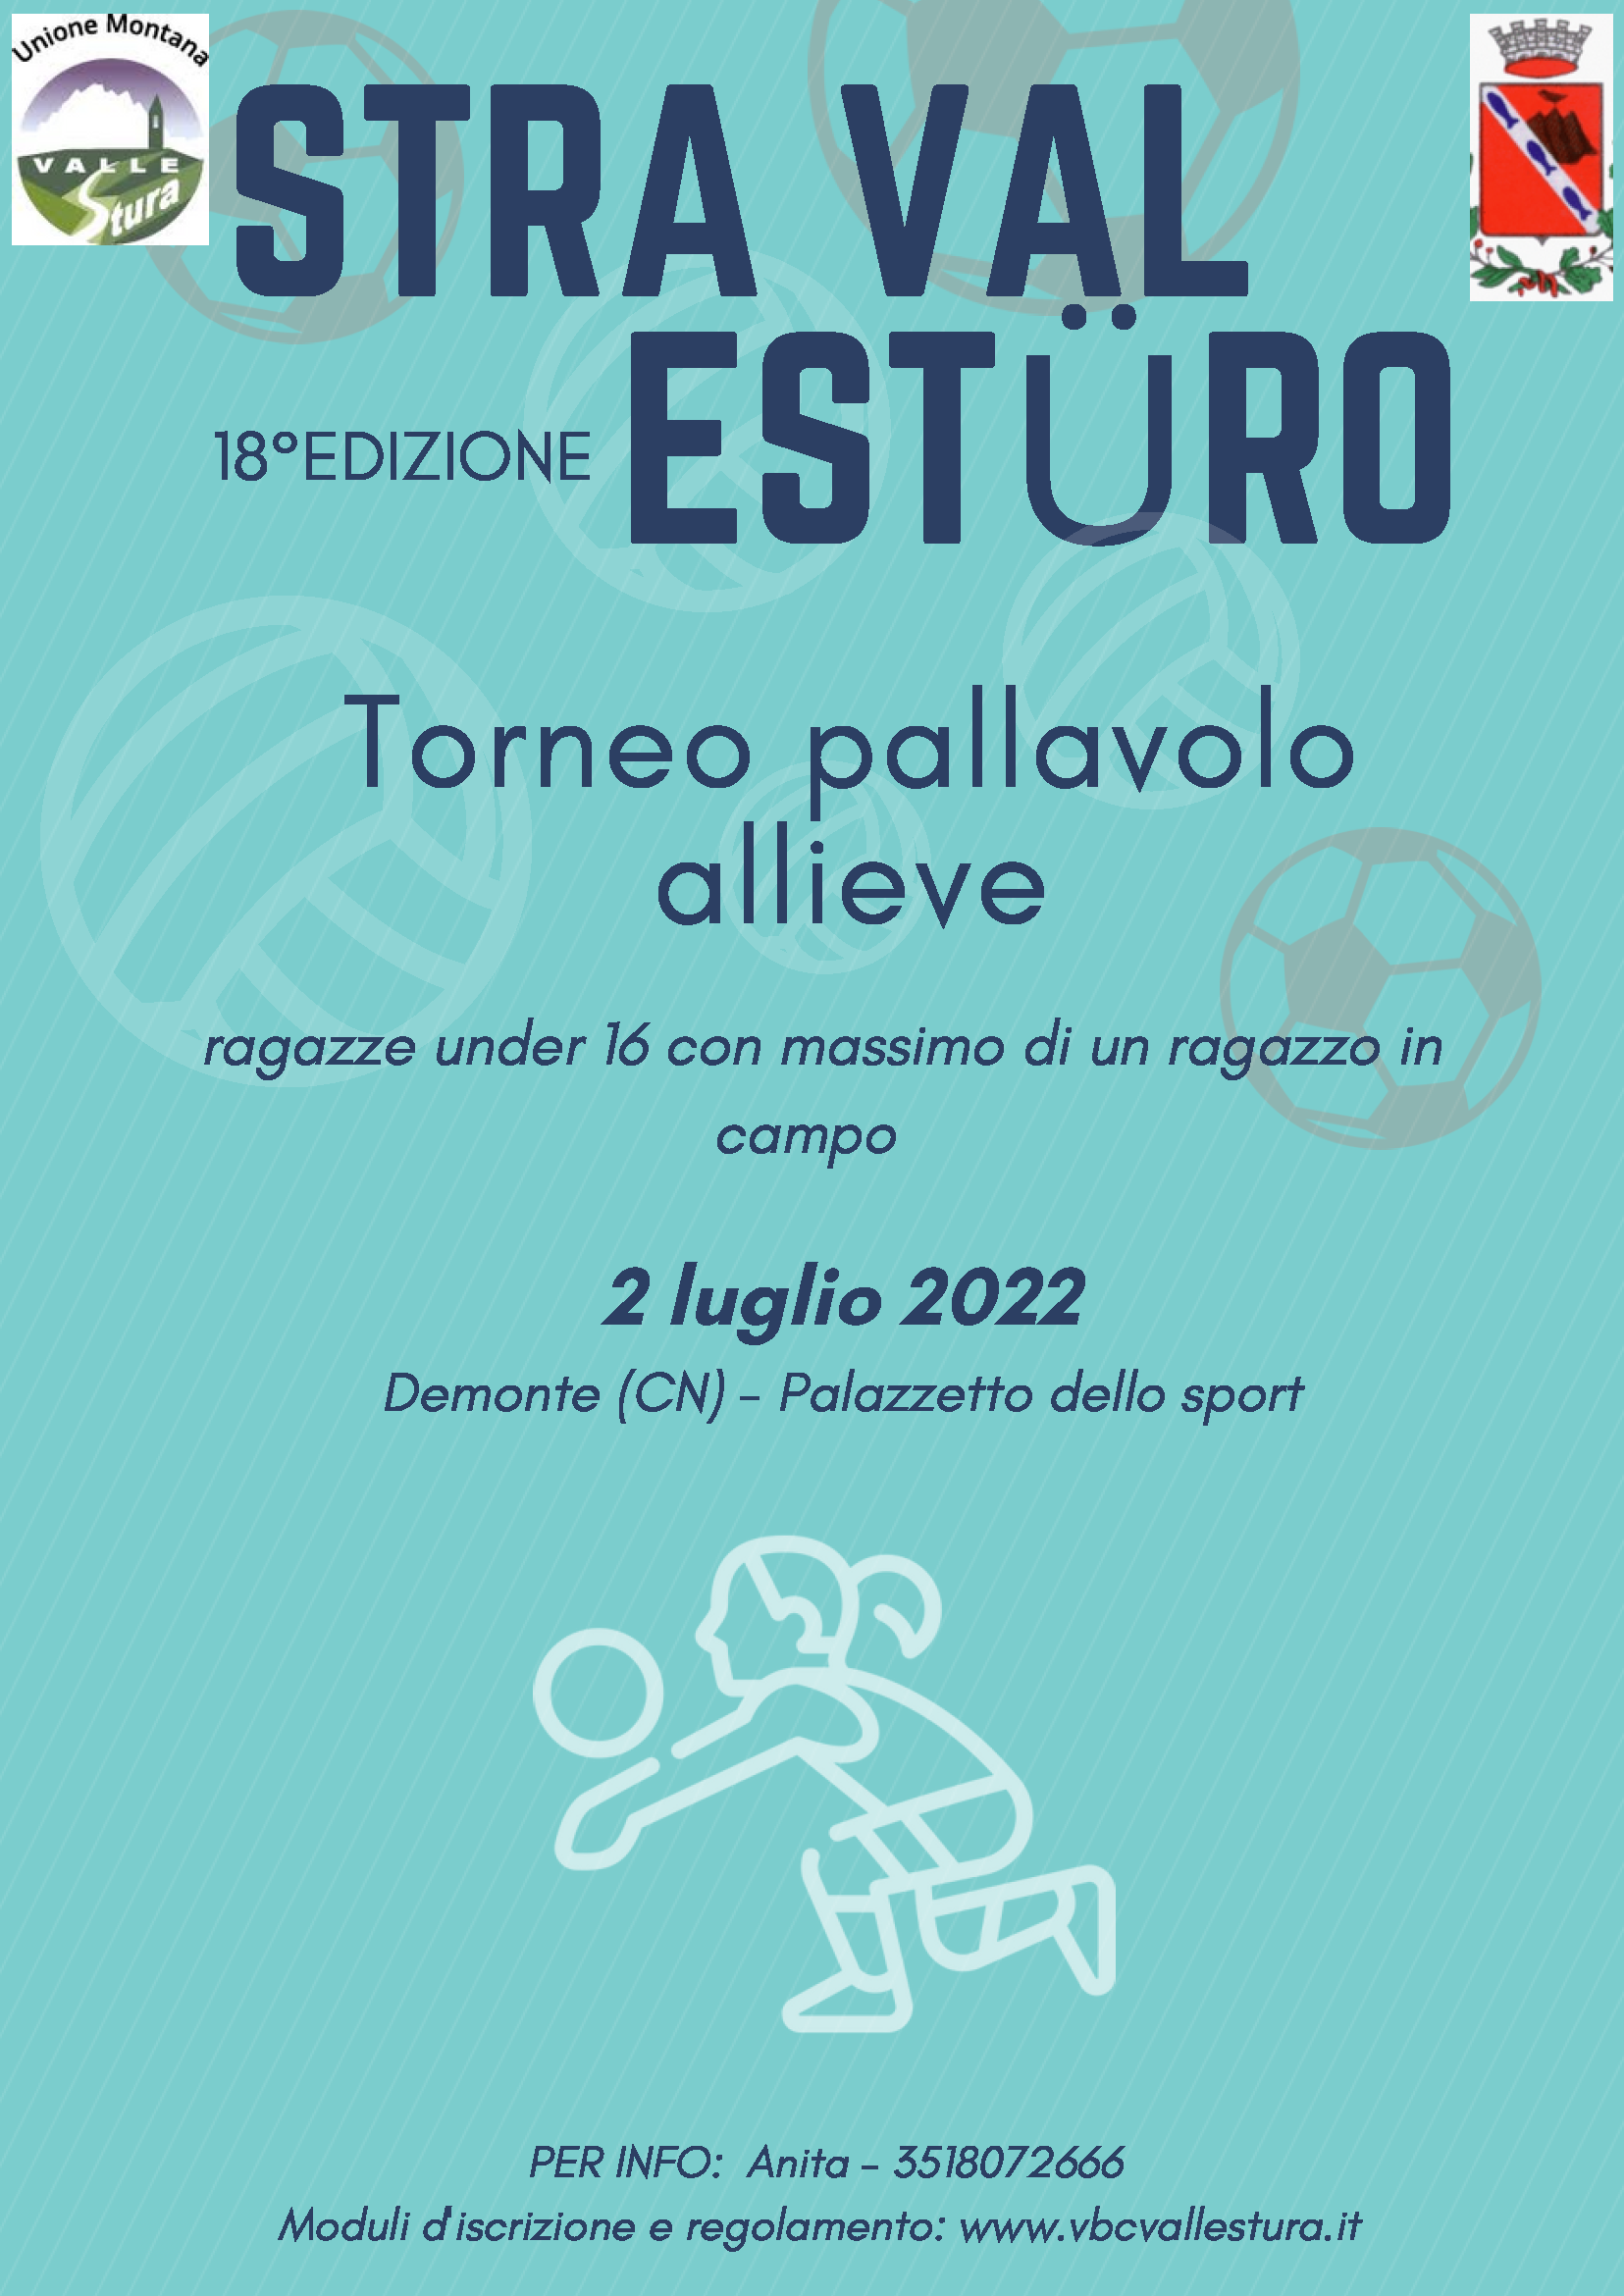 Unione Montana
VALLE
Stura
STRA VAL
ESTÜRO
18°EDIZIONE
Torneo pallavolo
allieve
ragazze under 16 con massimo di un ragazzo in
campo
2 luglio 2022
Demonte (CN) - Palazzetto dello sport
PER INFO: Anita - 3518072666
Moduli d'iscrizione e regolamento: www.vbcvallestura.it